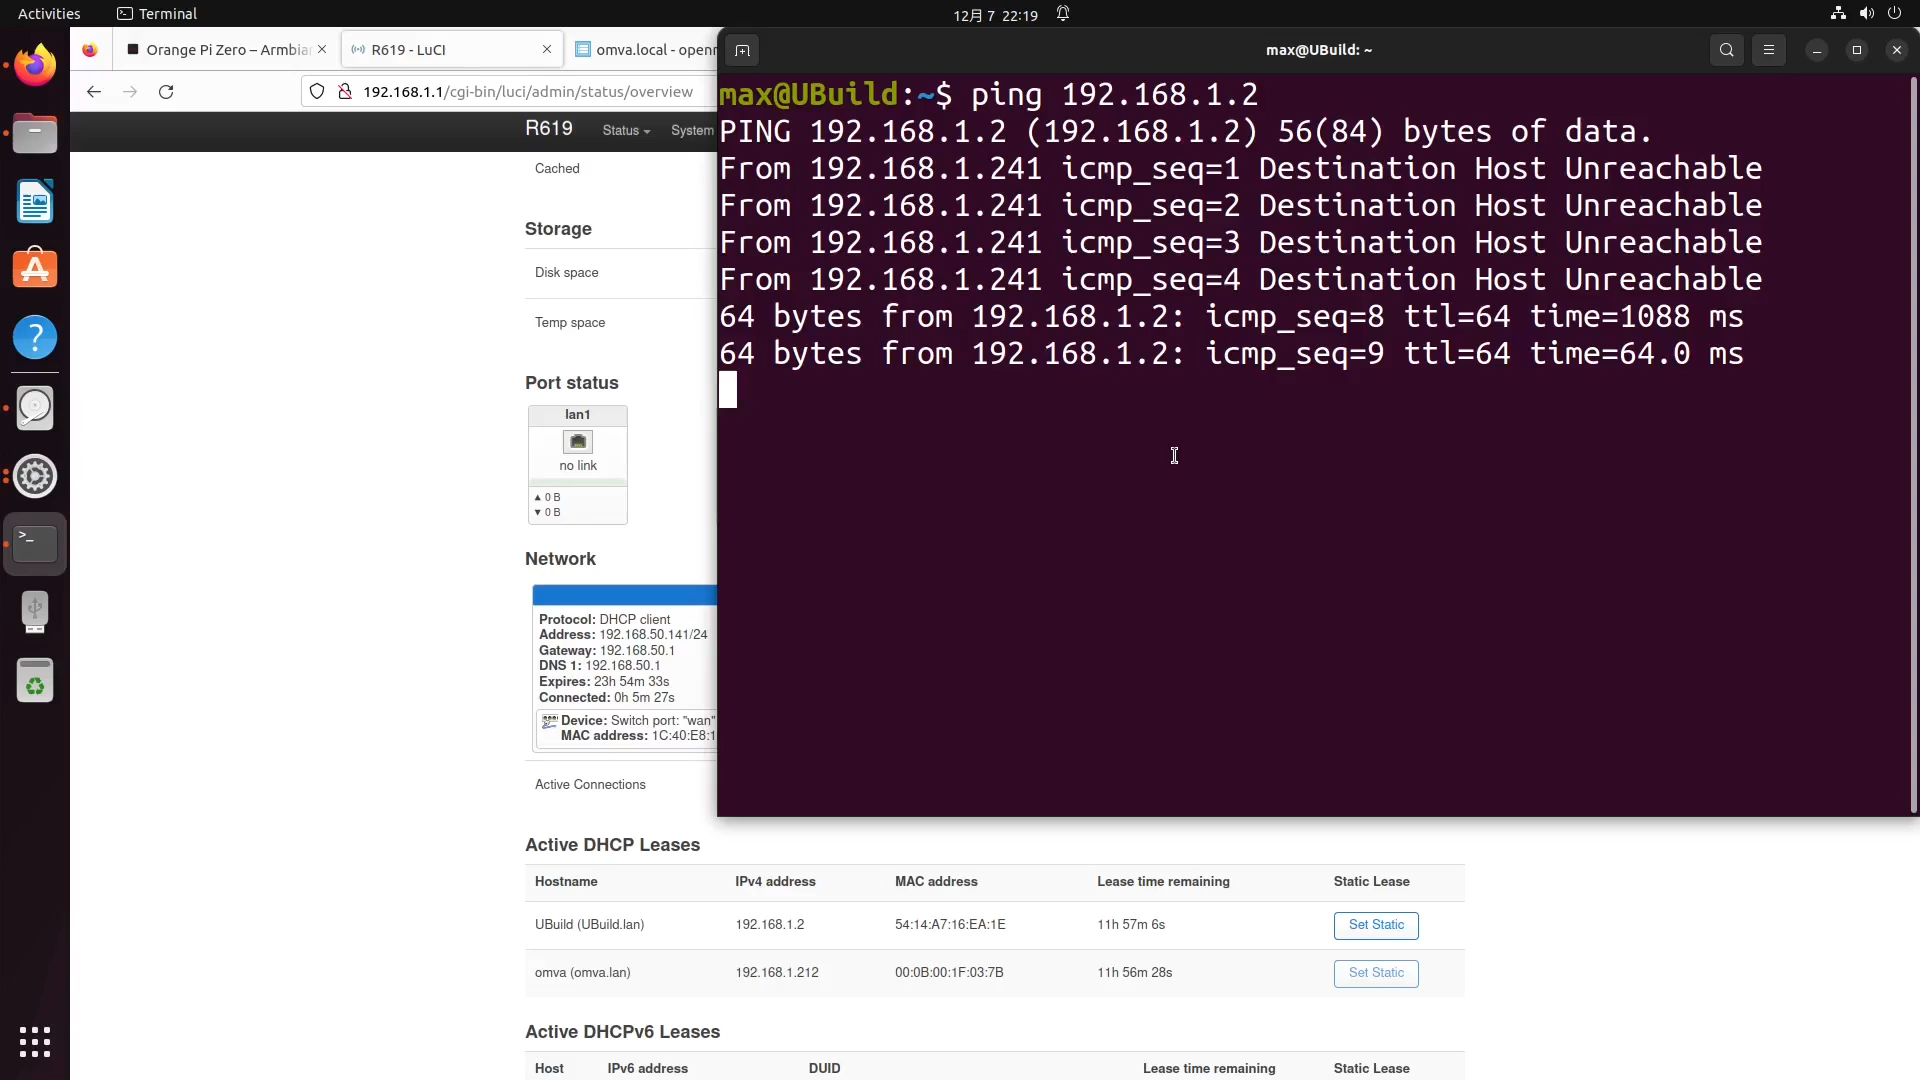 Activities
Terminal
12月 7 22:19
Orange Pi Zero – Armbia
R619 - LuCI
omva.local - openm
192.168.1.1/cgi-bin/luci/admin/status/overview
R619
Status
System
Cached
Storage
Disk space
Temp space
Port status
lan1
no link
▲ 0 B
▼ 0 B
Network
Protocol: DHCP client
Address: 192.168.50.141/24
Gateway: 192.168.50.1
DNS 1: 192.168.50.1
Expires: 23h 54m 33s
Connected: 0h 5m 27s
Device: Switch port: "wan"
MAC address: 1C:40:E8:1
Active Connections
max@UBuild: ~
max@UBuild:~$ ping 192.168.1.2
PING 192.168.1.2 (192.168.1.2) 56(84) bytes of data.
From 192.168.1.241 icmp_seq=1 Destination Host Unreachable
From 192.168.1.241 icmp_seq=2 Destination Host Unreachable
From 192.168.1.241 icmp_seq=3 Destination Host Unreachable
From 192.168.1.241 icmp_seq=4 Destination Host Unreachable
64 bytes from 192.168.1.2: icmp_seq=8 ttl=64 time=1088 ms
64 bytes from 192.168.1.2: icmp_seq=9 ttl=64 time=64.0 ms
Active DHCP Leases
Hostname IPv4 address MAC address Lease time remaining Static Lease
UBuild (UBuild.lan) 192.168.1.2 54:14:A7:16:EA:1E 11h 57m 6s Set Static
omva (omva.lan) 192.168.1.212 00:0B:00:1F:03:7B 11h 56m 28s Set Static
Active DHCPv6 Leases
Host IPv6 address DUID Lease time remaining Static Lease